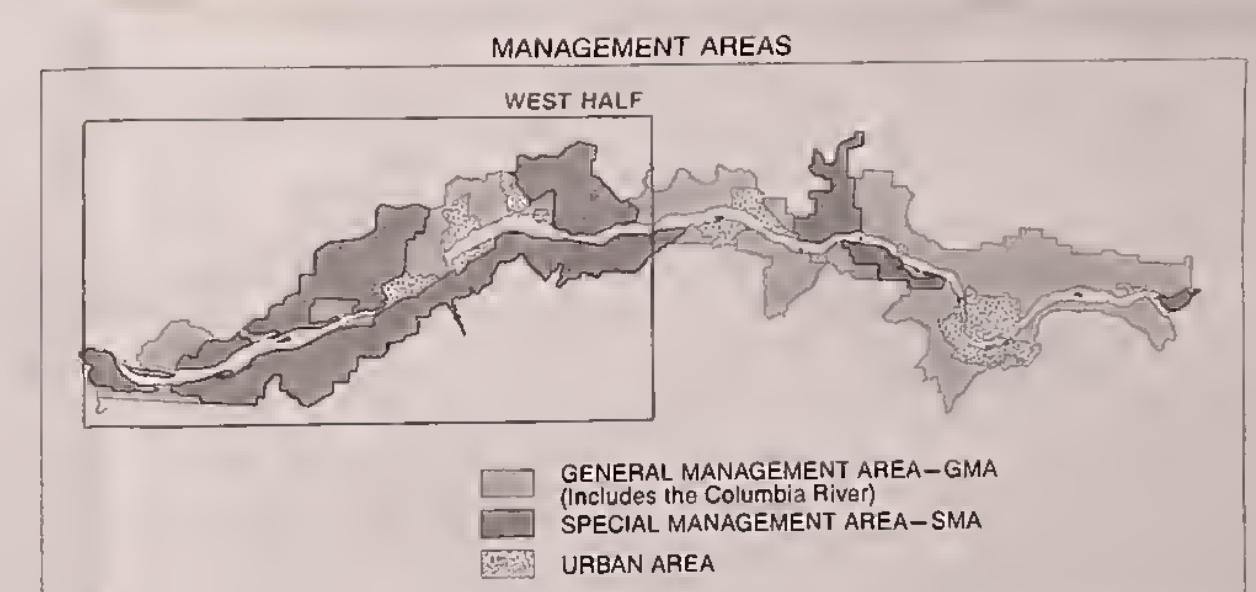 MANAGEMENT AREAS
WEST HALF
GENERAL MANAGEMENT AREA–GMA
(Includes the Columbia River)
SPECIAL MANAGEMENT AREA–SMA
URBAN AREA